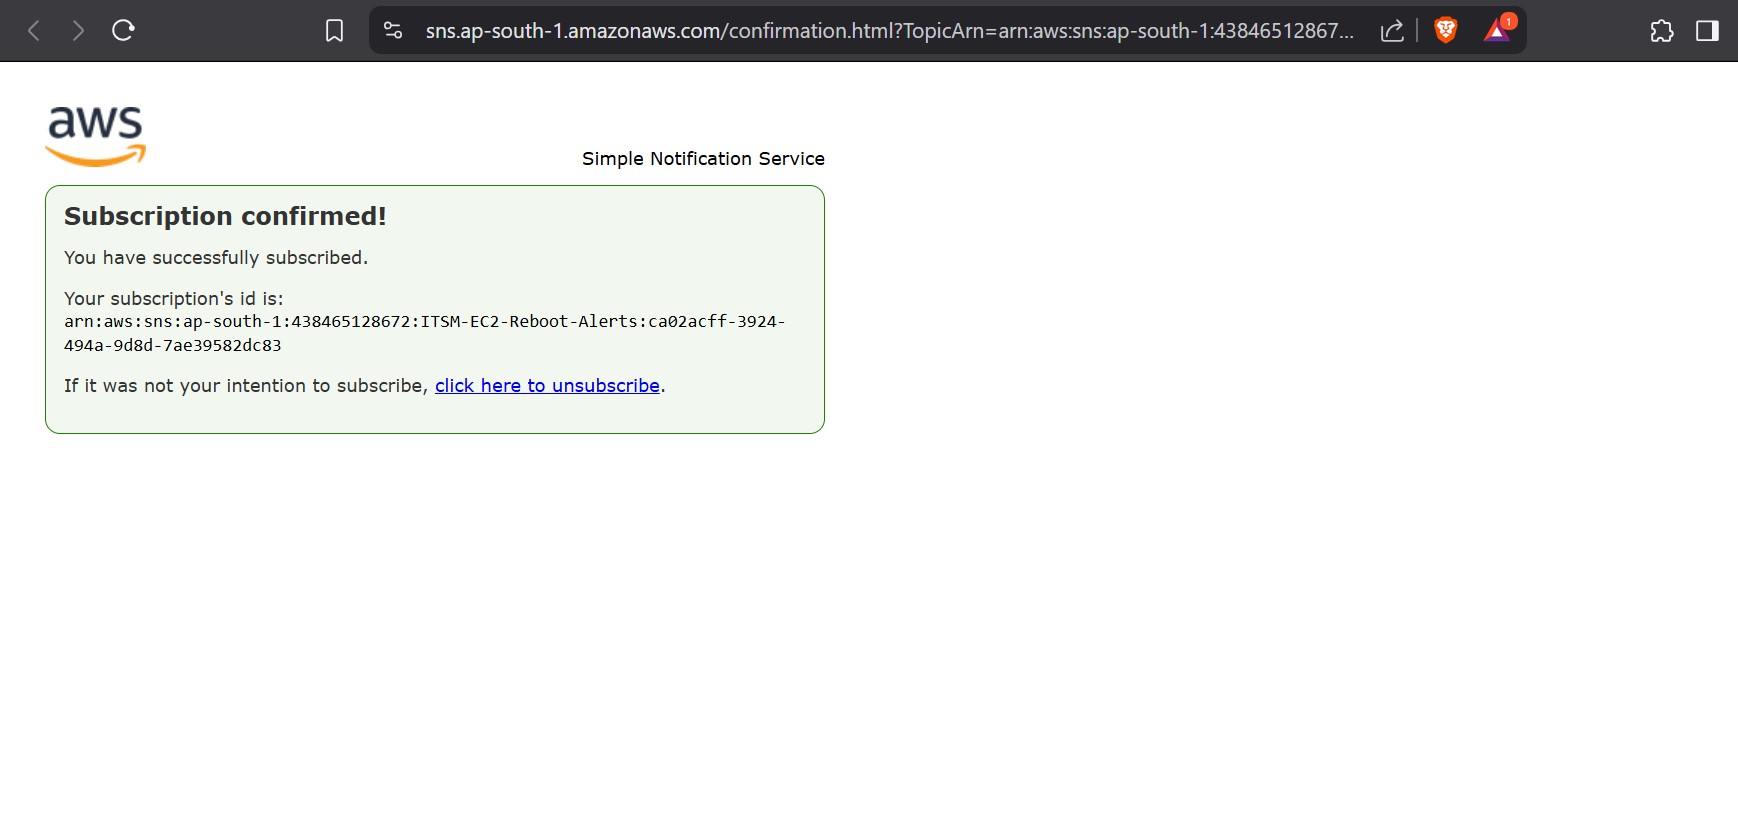 sns.ap-south-1.amazonaws.com/confirmation.html?TopicArn=arn:aws:sns:ap-south-1:43846512867...
1
aws
Simple Notification Service
Subscription confirmed!
You have successfully subscribed.
Your subscription's id is:
arn:aws:sns:ap-south-1:438465128672:ITSM-EC2-Reboot-Alerts:ca02acff-3924-
494a-9d8d-7ae39582dc83
If it was not your intention to subscribe, click here to unsubscribe.